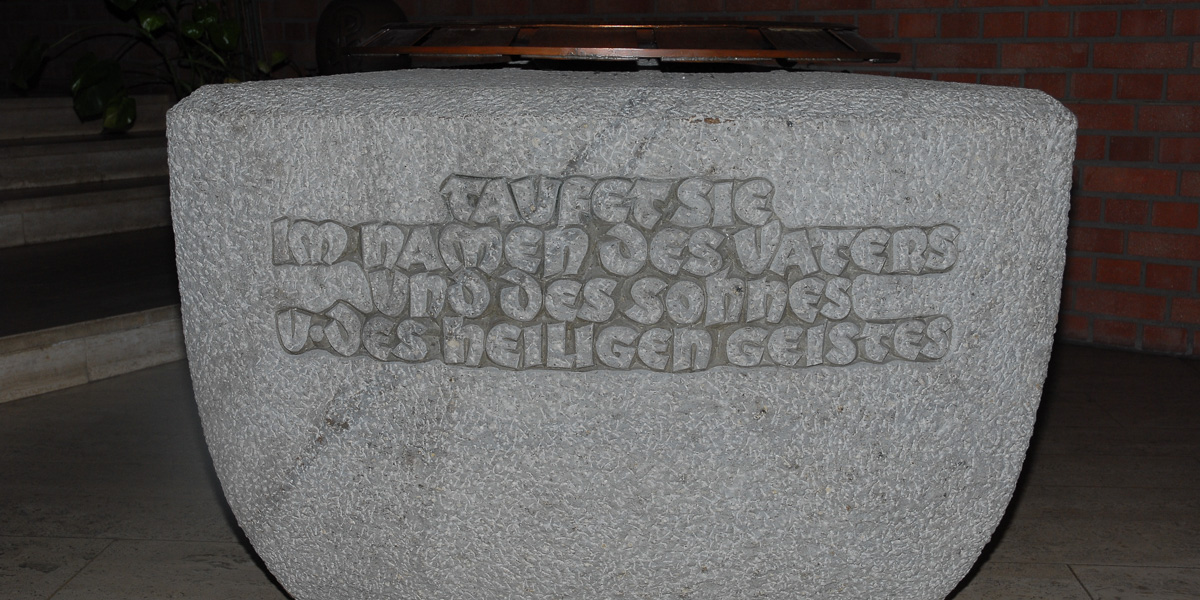 TAUFET SIE
IM NAMEN DES VATERS
UND DES SOHNES
U·DES HEILIGEN GEISTES